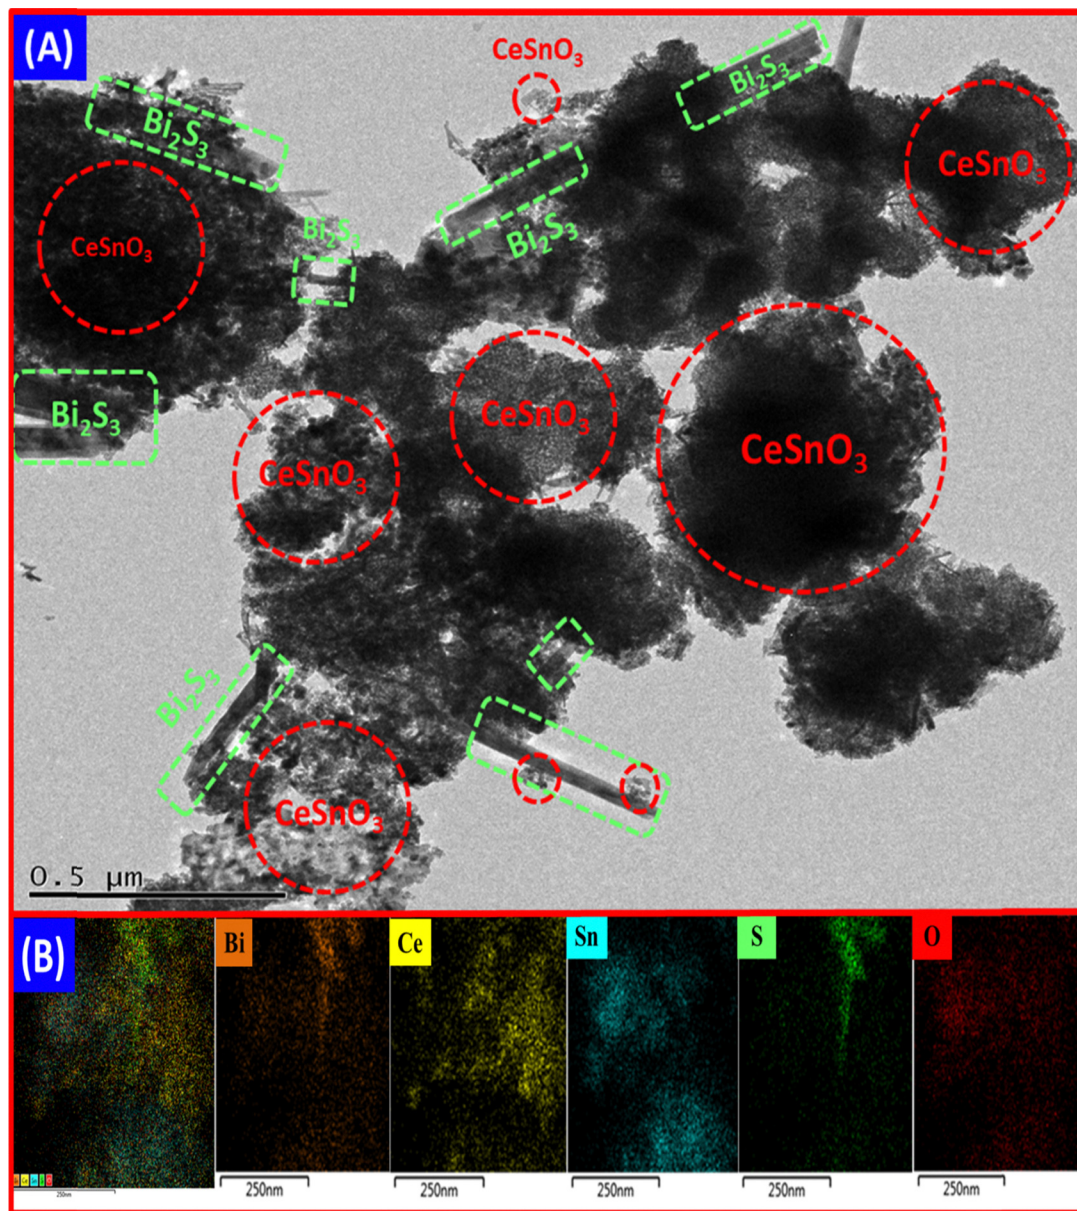 (A)
CeSnO₃
Bi₂S₃
Bi₂S₃
CeSnO₃
CeSnO₃
Bi₂S₃
Bi₂S₃
Bi₂S₃
CeSnO₃
CeSnO₃
CeSnO₃
CeSnO₃
Bi₂S₃
CeSnO₃
0.5 µm
(B)
Bi
Ce
Sn
S
O
250nm
250nm
250nm
250nm
250nm
250nm